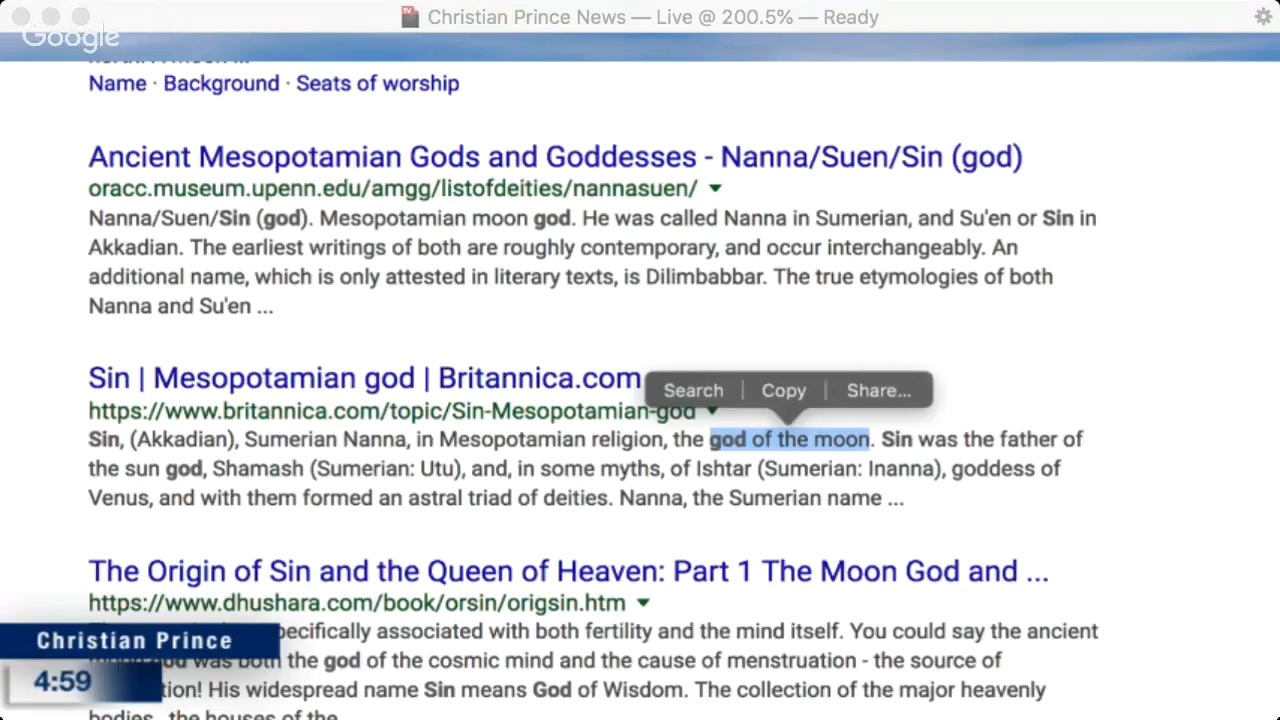 Christian Prince News — Live @ 200.5% — Ready
Google
Name · Background · Seats of worship
Ancient Mesopotamian Gods and Goddesses - Nanna/Suen/Sin (god)
oracc.museum.upenn.edu/amgg/listofdeities/nannasuen/
Nanna/Suen/Sin (god). Mesopotamian moon god. He was called Nanna in Sumerian, and Su'en or Sin in
Akkadian. The earliest writings of both are roughly contemporary, and occur interchangeably. An
additional name, which is only attested in literary texts, is Dilimbabbar. The true etymologies of both
Nanna and Su'en ...
Sin | Mesopotamian god | Britannica.com
Search | Copy | Share...
https://www.britannica.com/topic/Sin-Mesopotamian-god
Sin, (Akkadian), Sumerian Nanna, in Mesopotamian religion, the god of the moon. Sin was the father of
the sun god, Shamash (Sumerian: Utu), and, in some myths, of Ishtar (Sumerian: Inanna), goddess of
Venus, and with them formed an astral triad of deities. Nanna, the Sumerian name ...
The Origin of Sin and the Queen of Heaven: Part 1 The Moon God and ...
https://www.dhushara.com/book/orsin/origsin.htm
pecifically associated with both fertility and the mind itself. You could say the ancient
Christian Prince
god was both the god of the cosmic mind and the cause of menstruation - the source of
4:59
tion! His widespread name Sin means God of Wisdom. The collection of the major heavenly
bodies, the houses of the